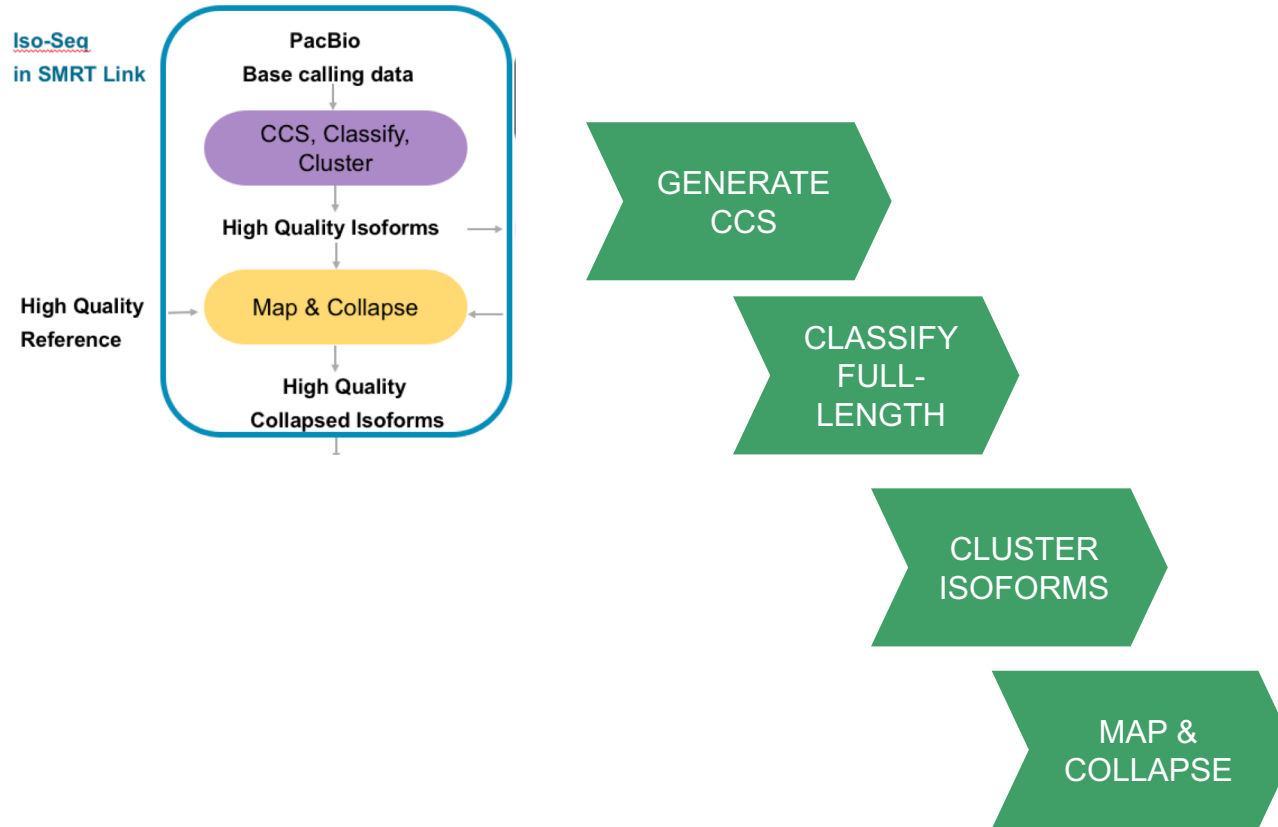 Iso-Seq
in SMRT Link
PacBio
Base calling data
CCS, Classify,
Cluster
High Quality Isoforms
High Quality
Reference
Map & Collapse
High Quality
Collapsed Isoforms
GENERATE
CCS
CLASSIFY
FULL-
LENGTH
CLUSTER
ISOFORMS
MAP &
COLLAPSE